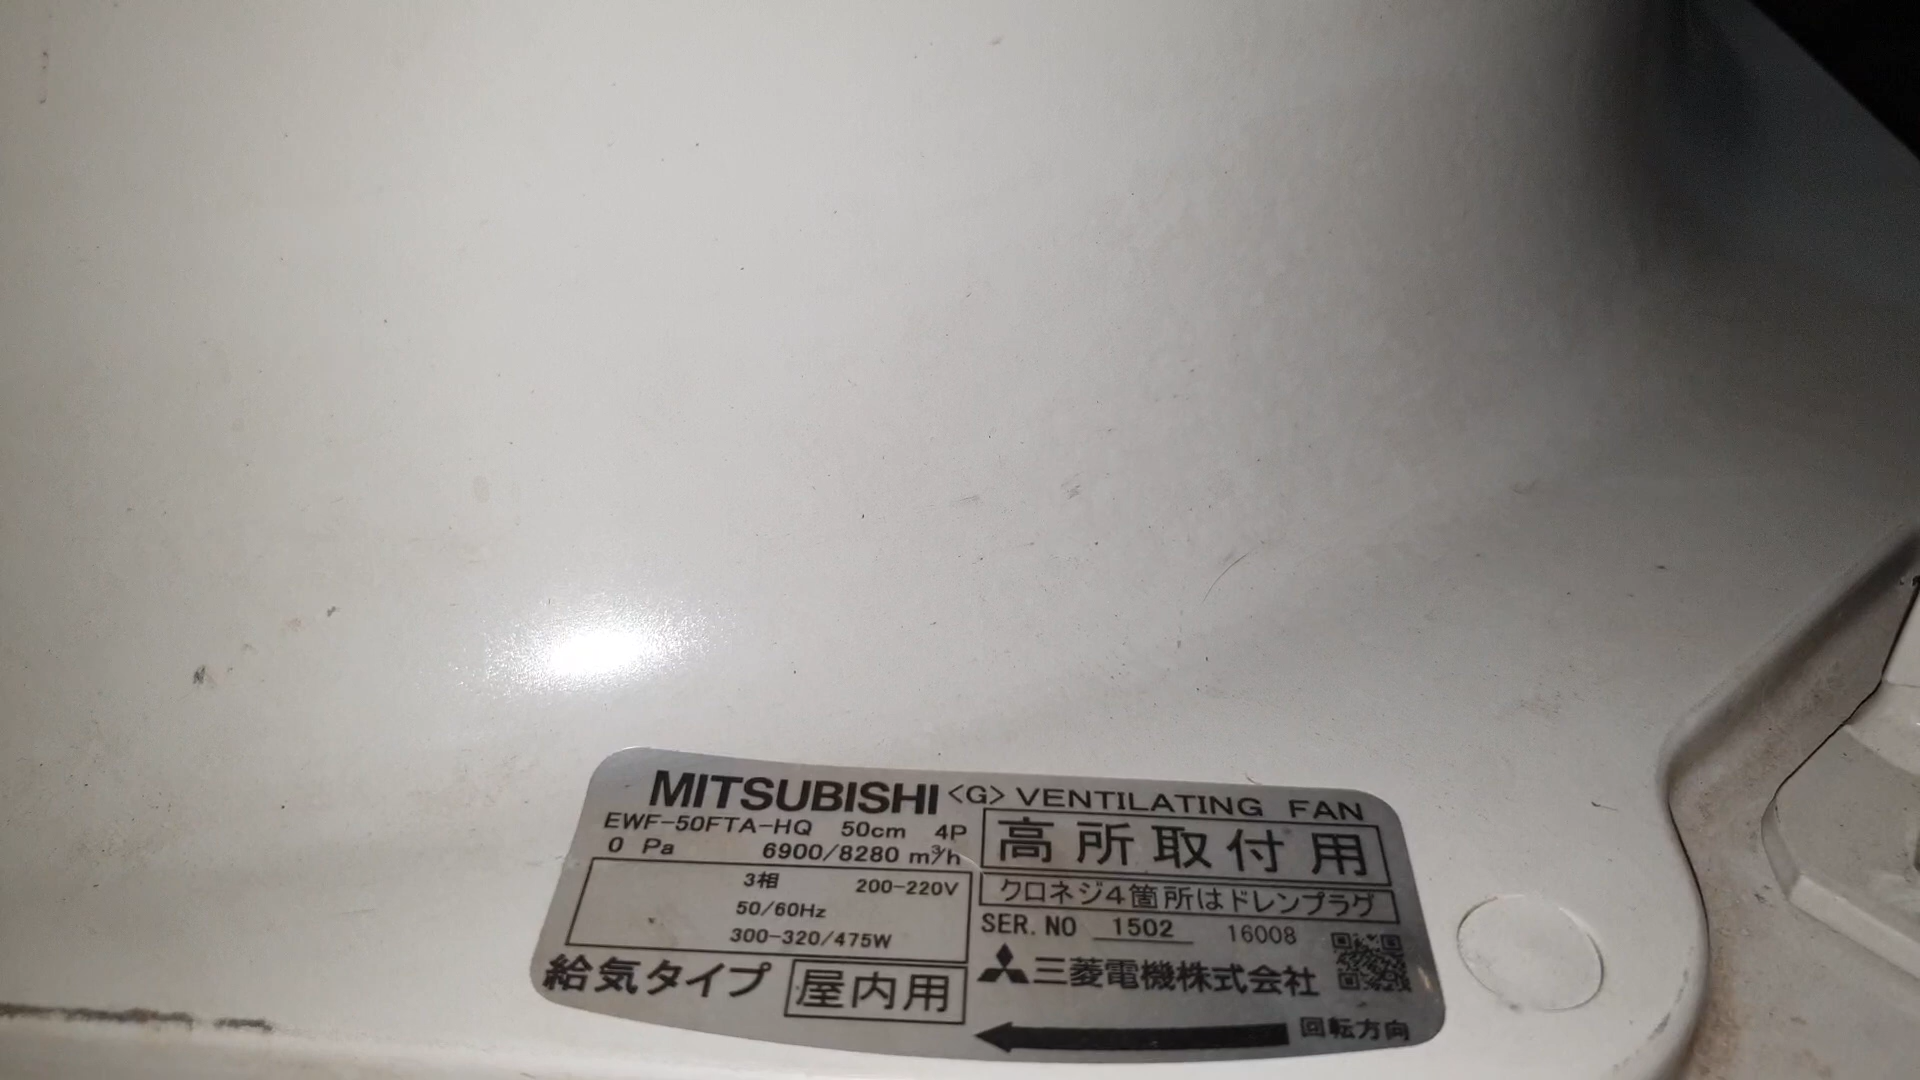 MITSUBISHI <G> VENTILATING FAN
EWF-50FTA-HQ 50cm 4P
0 Pa 6900/8280 m³/h
高所取付用
3相 200-220V
50/60Hz
300-320/475W
クロネジ4箇所はドレンプラグ
SER. NO 1502 16008
給気タイプ 屋内用
三菱電機株式会社
回転方向